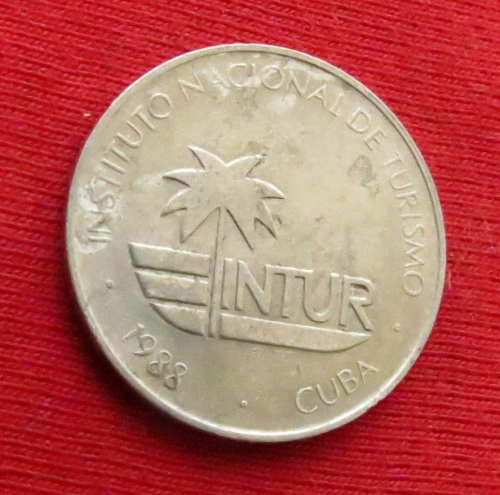 INSTITUTO NACIONAL DE TURISMO
INTUR
1988 · CUBA